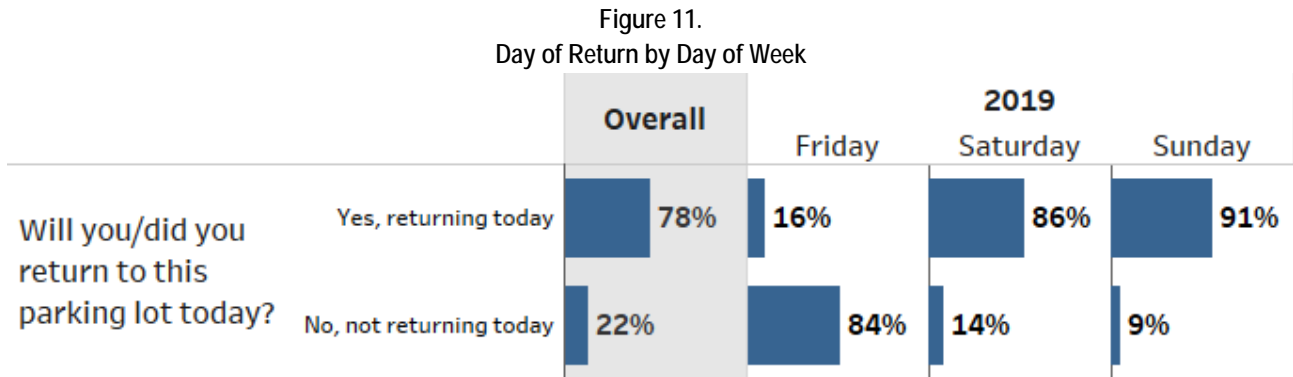 Figure 11.
Day of Return by Day of Week
Overall
2019
Friday Saturday Sunday
Will you/did you
return to this
parking lot today?
Yes, returning today 78% 16% 86% 91%
No, not returning today 22% 84% 14% 9%